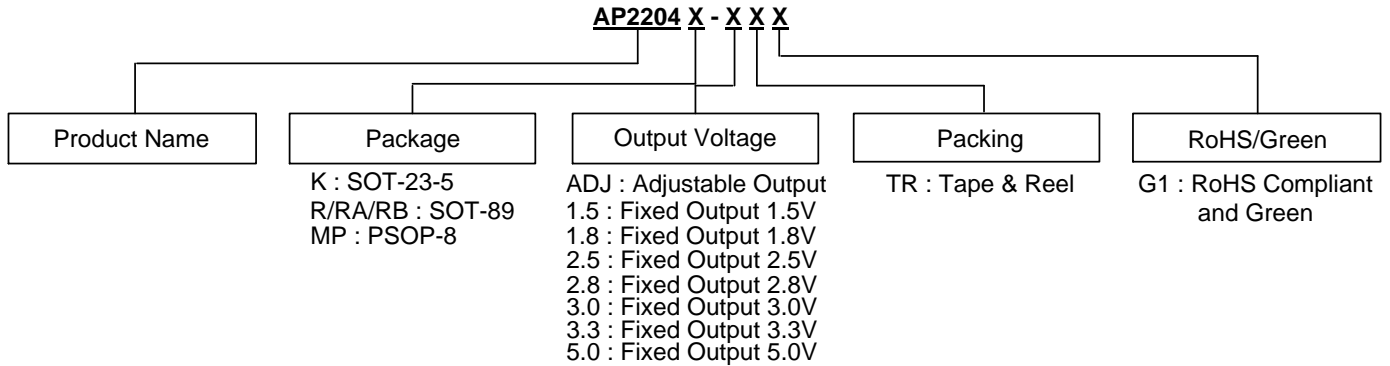 AP2204 X - X X X
Product Name
Package
Output Voltage
Packing
RoHS/Green
K : SOT-23-5
R/RA/RB : SOT-89
MP : PSOP-8
ADJ : Adjustable Output
1.5 : Fixed Output 1.5V
1.8 : Fixed Output 1.8V
2.5 : Fixed Output 2.5V
2.8 : Fixed Output 2.8V
3.0 : Fixed Output 3.0V
3.3 : Fixed Output 3.3V
5.0 : Fixed Output 5.0V
TR : Tape & Reel
G1 : RoHS Compliant
and Green